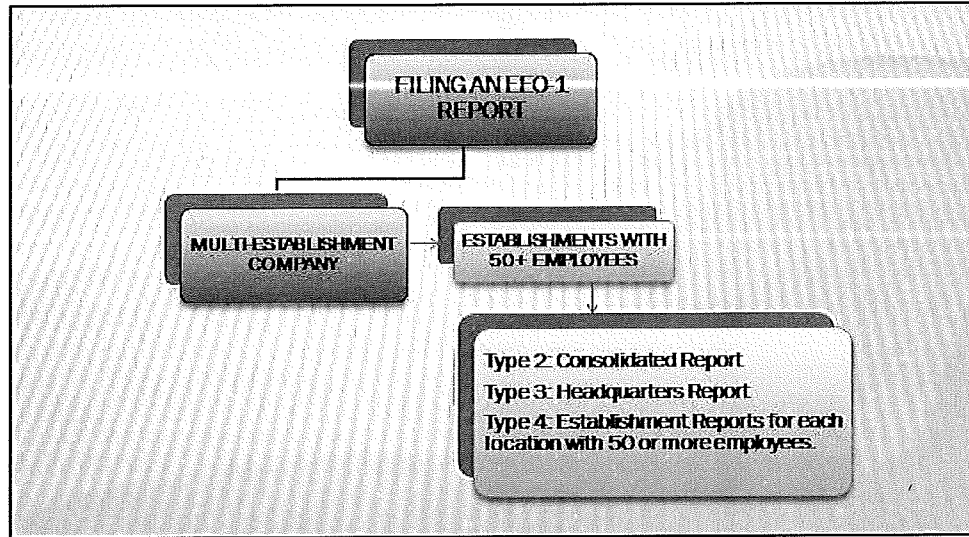 FILING AN EEO-1
REPORT
MULTI-ESTABLISHMENT
COMPANY
ESTABLISHMENTS WITH
50+ EMPLOYEES
Type 2: Consolidated Report
Type 3: Headquarters Report
Type 4: Establishment Reports for each
location with 50 or more employees.